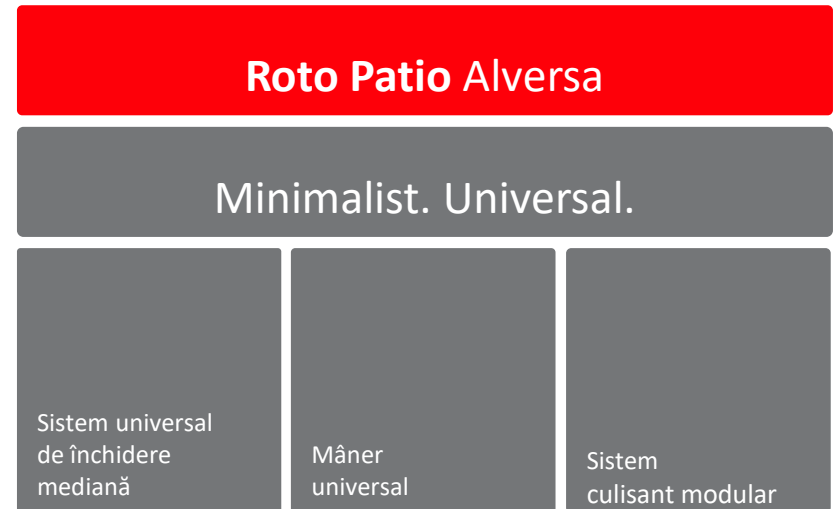 Roto Patio Alversa
Minimalist. Universal.
Sistem universal
de închidere
mediană
Mâner
universal
Sistem
culisant modular